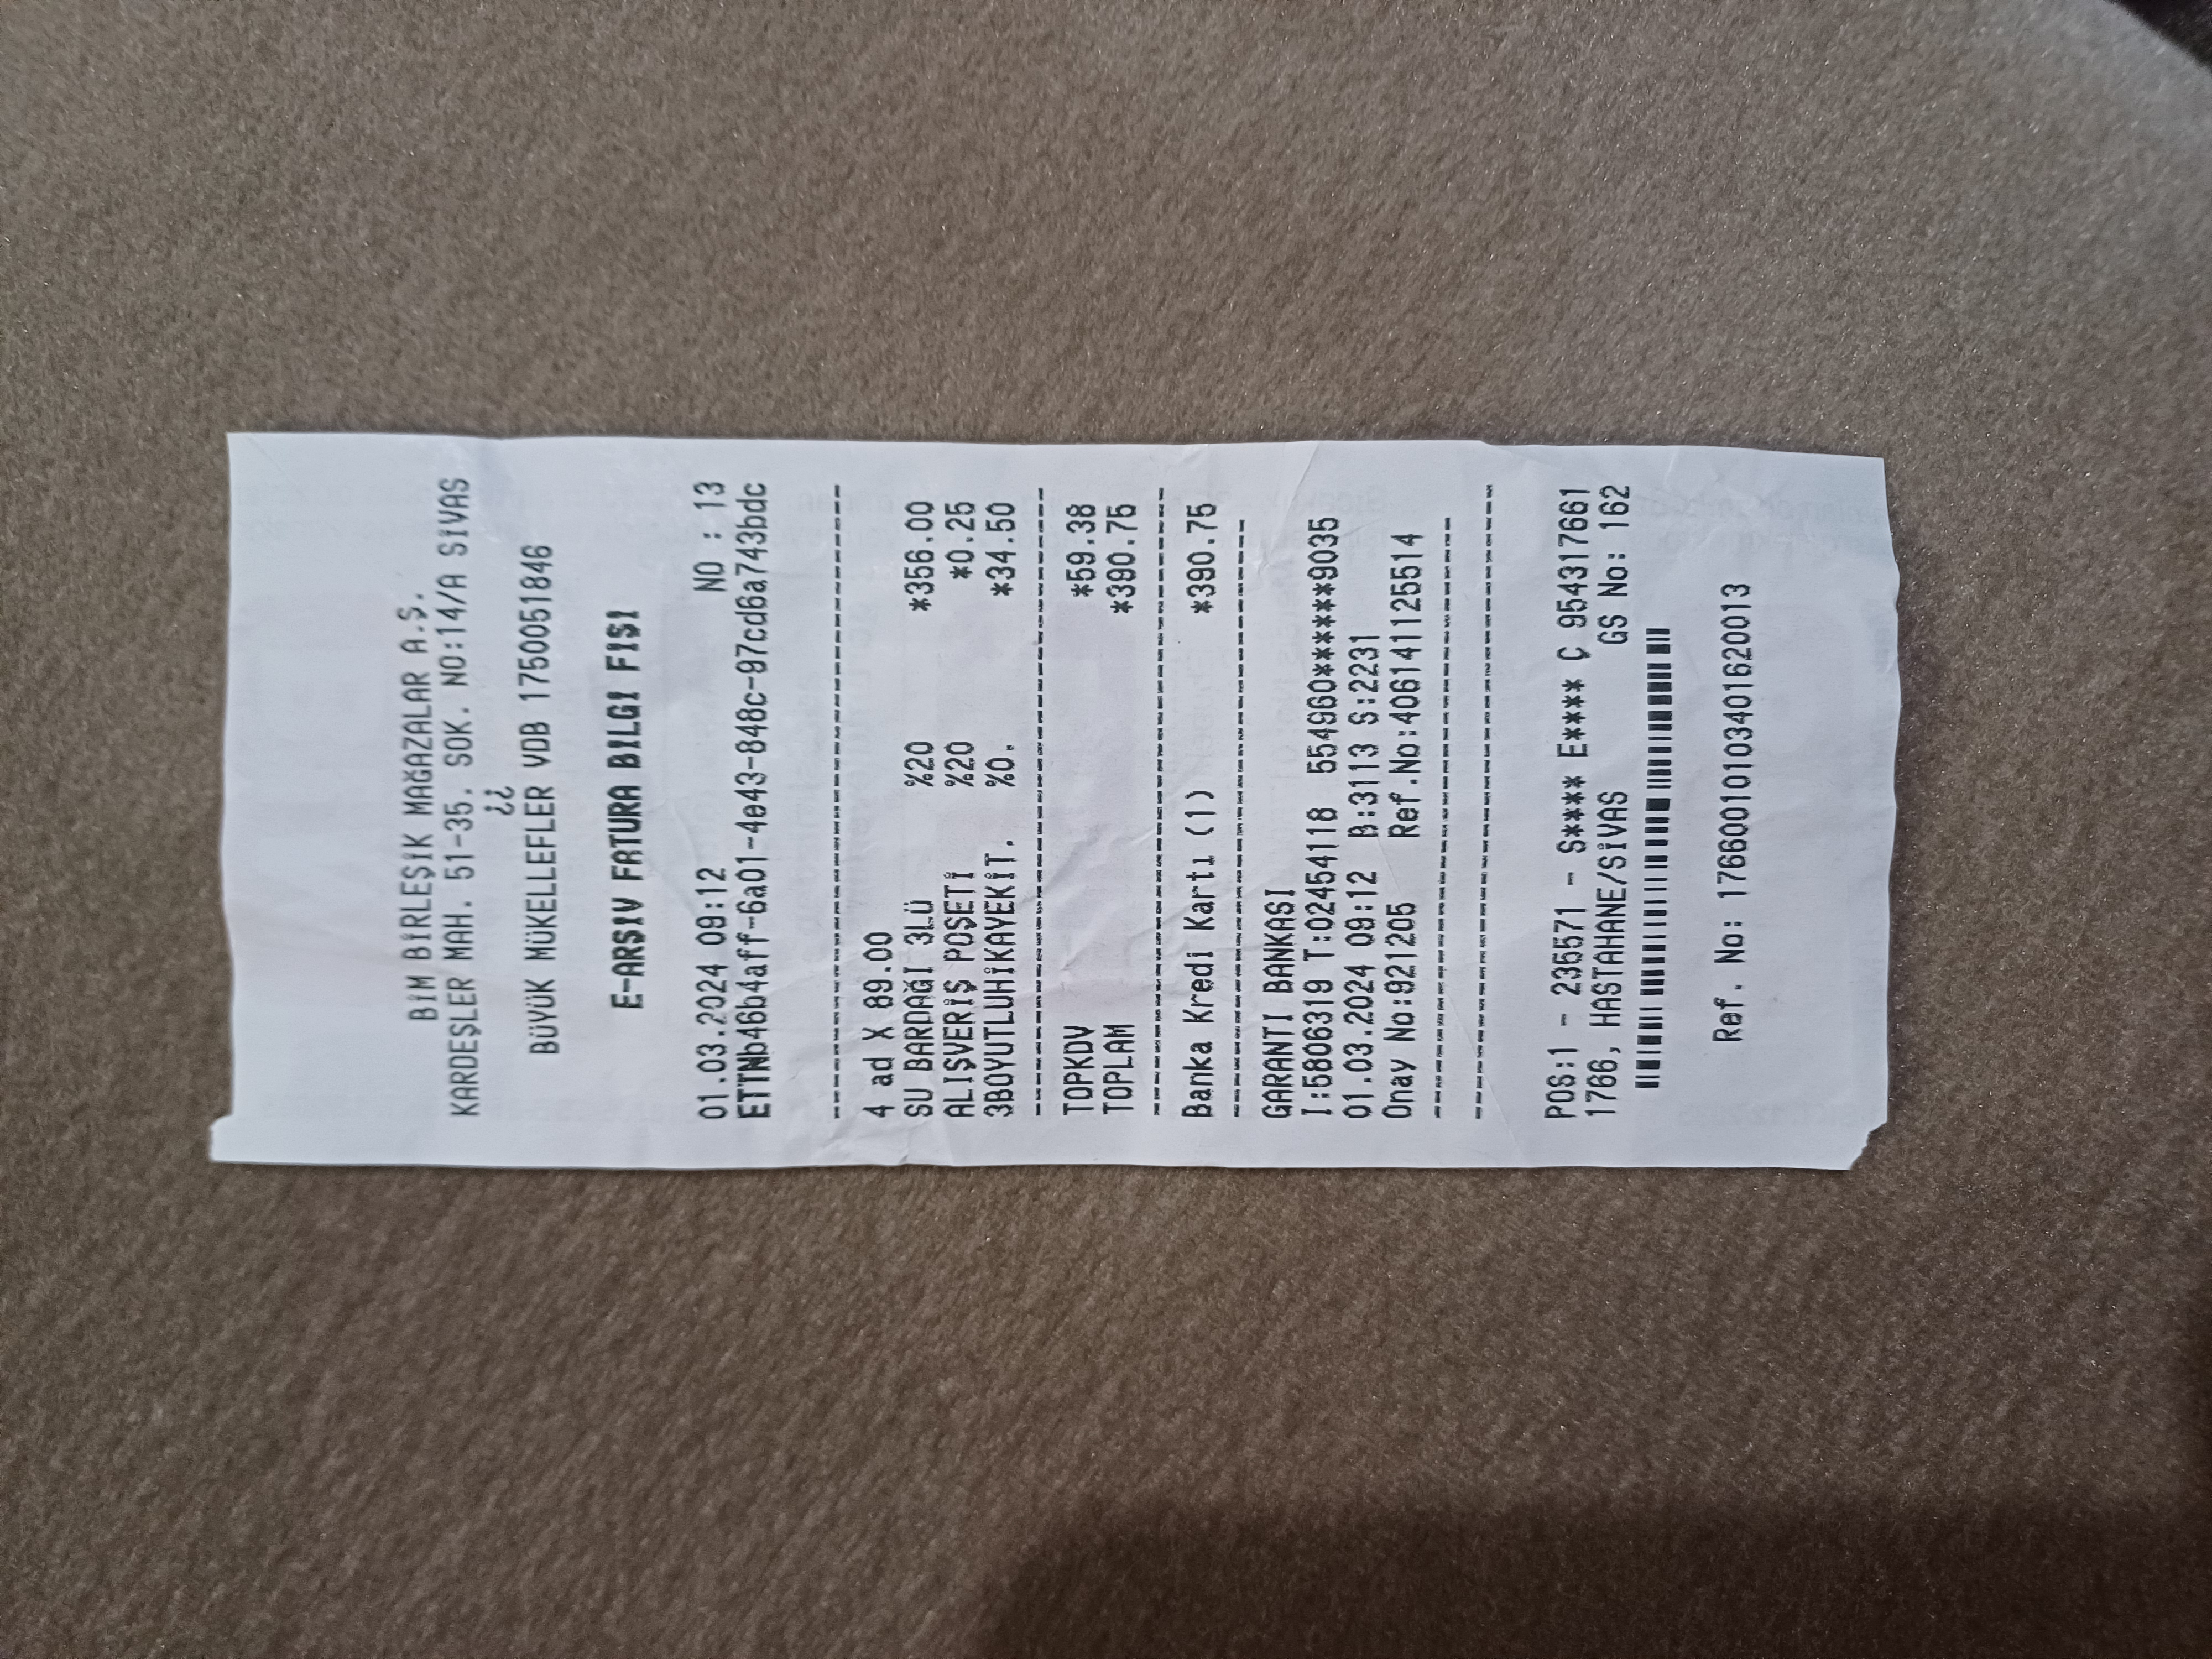 BİM BİRLEŞİK MAĞAZALAR A.Ş.
KARDEŞLER MAH. 51-35. SOK. NO:14/A SİVAS
¿¿
BÜYÜK MÜKELLEFLER VDB 1750051846
E-ARŞIV FATURA BILGI FIŞI
01.03.2024 09:12 NO : 13
ETTNb46b4aff-6a01-4e43-848c-97cd6a743bdc
4 ad X 89.00
SU BARDAĞI 3LÜ %20 *356.00
ALIŞVERİŞ POŞETİ %20 *0.25
3BOYUTLUHİKAYEKİT. %0. *34.50
TOPKDV *59.38
TOPLAM *390.75
Banka Kredi Kartı (1) *390.75
GARANTI BANKASI
I:5806319 T:02454118 554960******9035
01.03.2024 09:12 B:3113 S:2231
Onay No:921205 Ref.No:406141125514
POS:1 - 235571 - S**** E**** Ç 954317661
1766, HASTAHANE/SİVAS GS No: 162
Ref. No: 17660010103401620013